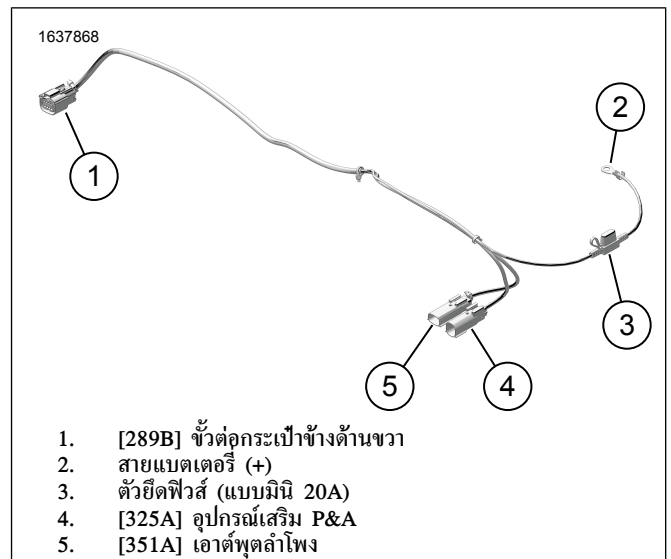 1637868
1
2
3
4
5
1. [289B] ขั้วต่อกระเป๋าข้างด้านขวา
2. สายแบตเตอรี่ (+)
3. ตัวยึดฟิวส์ (แบบมินิ 20A)
4. [325A] อุปกรณ์เสริม P&A
5. [351A] เอาต์พุตลำโพง